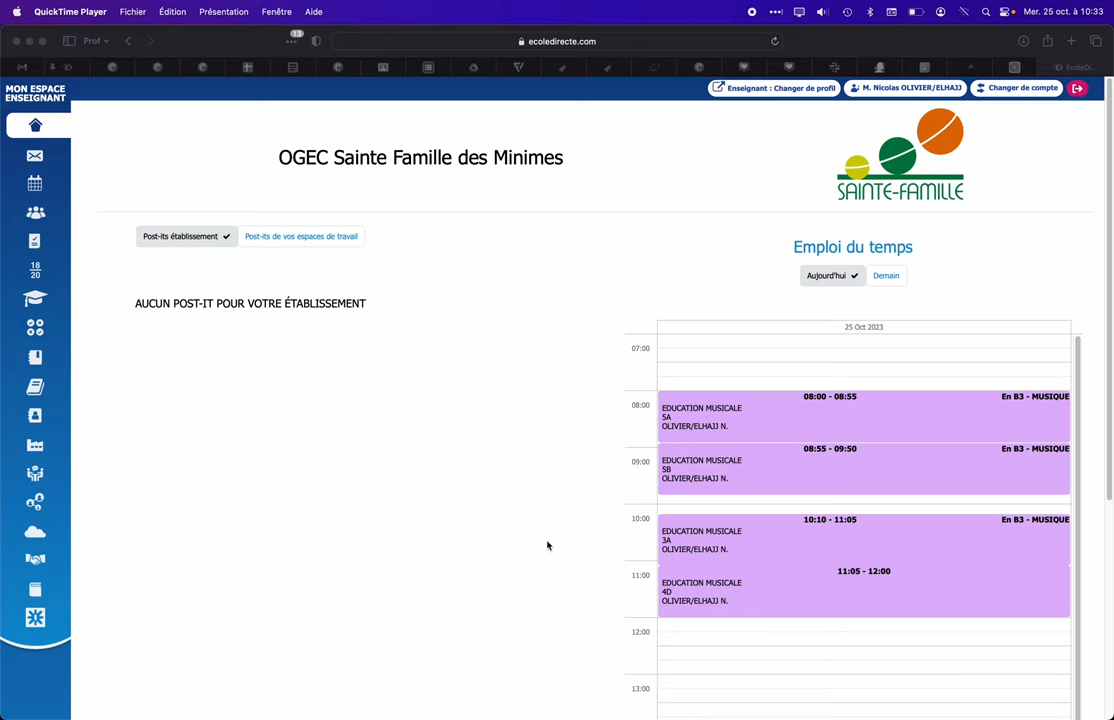 QuickTime Player Fichier Édition Présentation Fenêtre Aide Mer. 25 oct. à 10:33
Prof 13 ecoledirecte.com
EcoleDi...
MON ESPACE
ENSEIGNANT
Enseignant : Changer de profil M. Nicolas OLIVIER/ELHAJJ Changer de compte
OGEC Sainte Famille des Minimes
SAINTE-FAMILLE
Post-its établissement Post-its de vos espaces de travail
AUCUN POST-IT POUR VOTRE ÉTABLISSEMENT
18
20
Emploi du temps
Aujourd'hui Demain
25 Oct 2023
07:00
08:00
08:00 - 08:55 En B3 - MUSIQUE
EDUCATION MUSICALE
5A
OLIVIER/ELHAJJ N.
09:00
08:55 - 09:50 En B3 - MUSIQUE
EDUCATION MUSICALE
5B
OLIVIER/ELHAJJ N.
10:00
10:10 - 11:05 En B3 - MUSIQUE
EDUCATION MUSICALE
3A
OLIVIER/ELHAJJ N.
11:00
11:05 - 12:00
EDUCATION MUSICALE
4D
OLIVIER/ELHAJJ N.
12:00
13:00